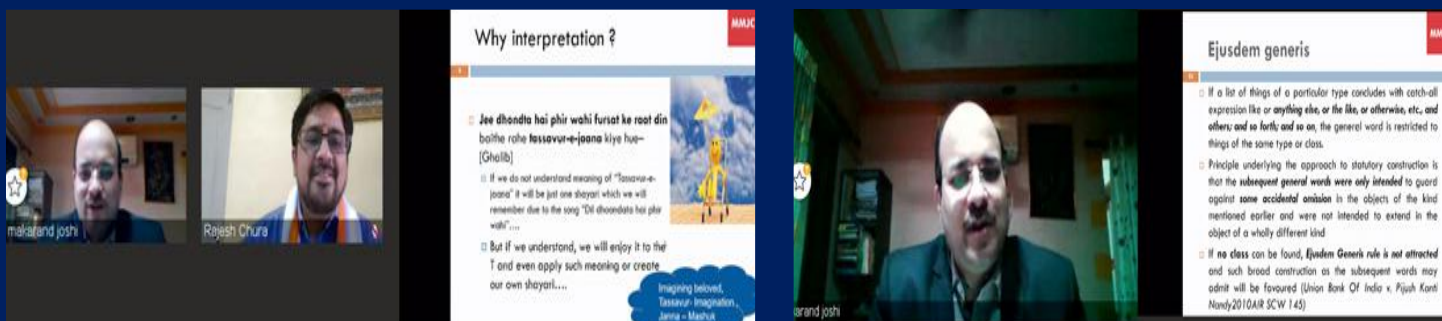 makarand joshi
Rajesh Chura
Why interpretation ?
MMJC
Jee dhondta hai phir wahi fursat ke raat din
baithe rahe tassavur-e-jaana kiye hue–
[Ghalib]
If we do not understand meaning of "Tassavur-e-
jaana" it will be just one shayari which we will
remember due to the song "Dil dhoondata hai phir
wahi"....
But if we understand, we will enjoy it to the
T and even apply such meaning or create
our own shayari....
Imagining beloved,
Tassavur- Imagination,
Janna – Mashuk
arand joshi
Ejusdem generis
MM
If a list of things of a particular type concludes with catch-all
expression like or anything else, or the like, or otherwise, etc., and
others; and so forth; and so on, the general word is restricted to
things of the same type or class.
Principle underlying the approach to statutory construction is
that the subsequent general words were only intended to guard
against some accidental omission in the objects of the kind
mentioned earlier and were not intended to extend in the
object of a wholly different kind
If no class can be found, Ejusdem Generis rule is not attracted
and such broad construction as the subsequent words may
admit will be favoured (Union Bank Of India v. Pijush Kanti
Nandy2010AIR SCW 145)